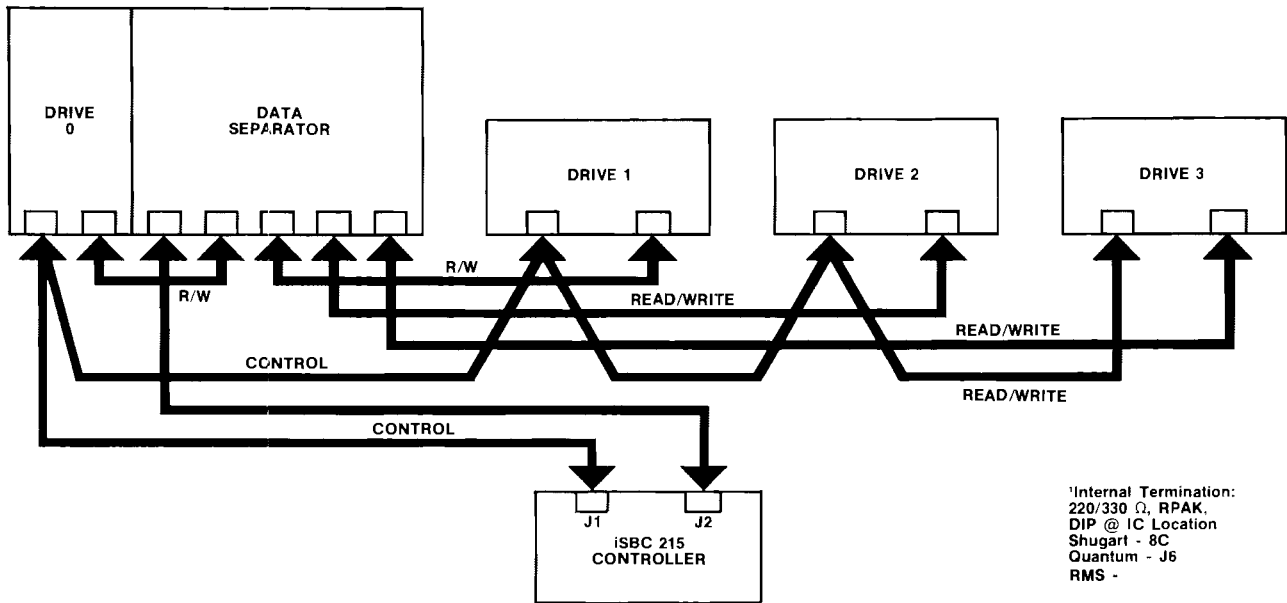 DRIVE
0
DATA
SEPARATOR
DRIVE 1
DRIVE 2
DRIVE 3
R/W
R/W
READ/WRITE
READ/WRITE
CONTROL
READ/WRITE
CONTROL
J1
J2
iSBC 215
CONTROLLER
¹Internal Termination:
220/330 Ω, RPAK,
DIP @ IC Location
Shugart - 8C
Quantum - J6
RMS -